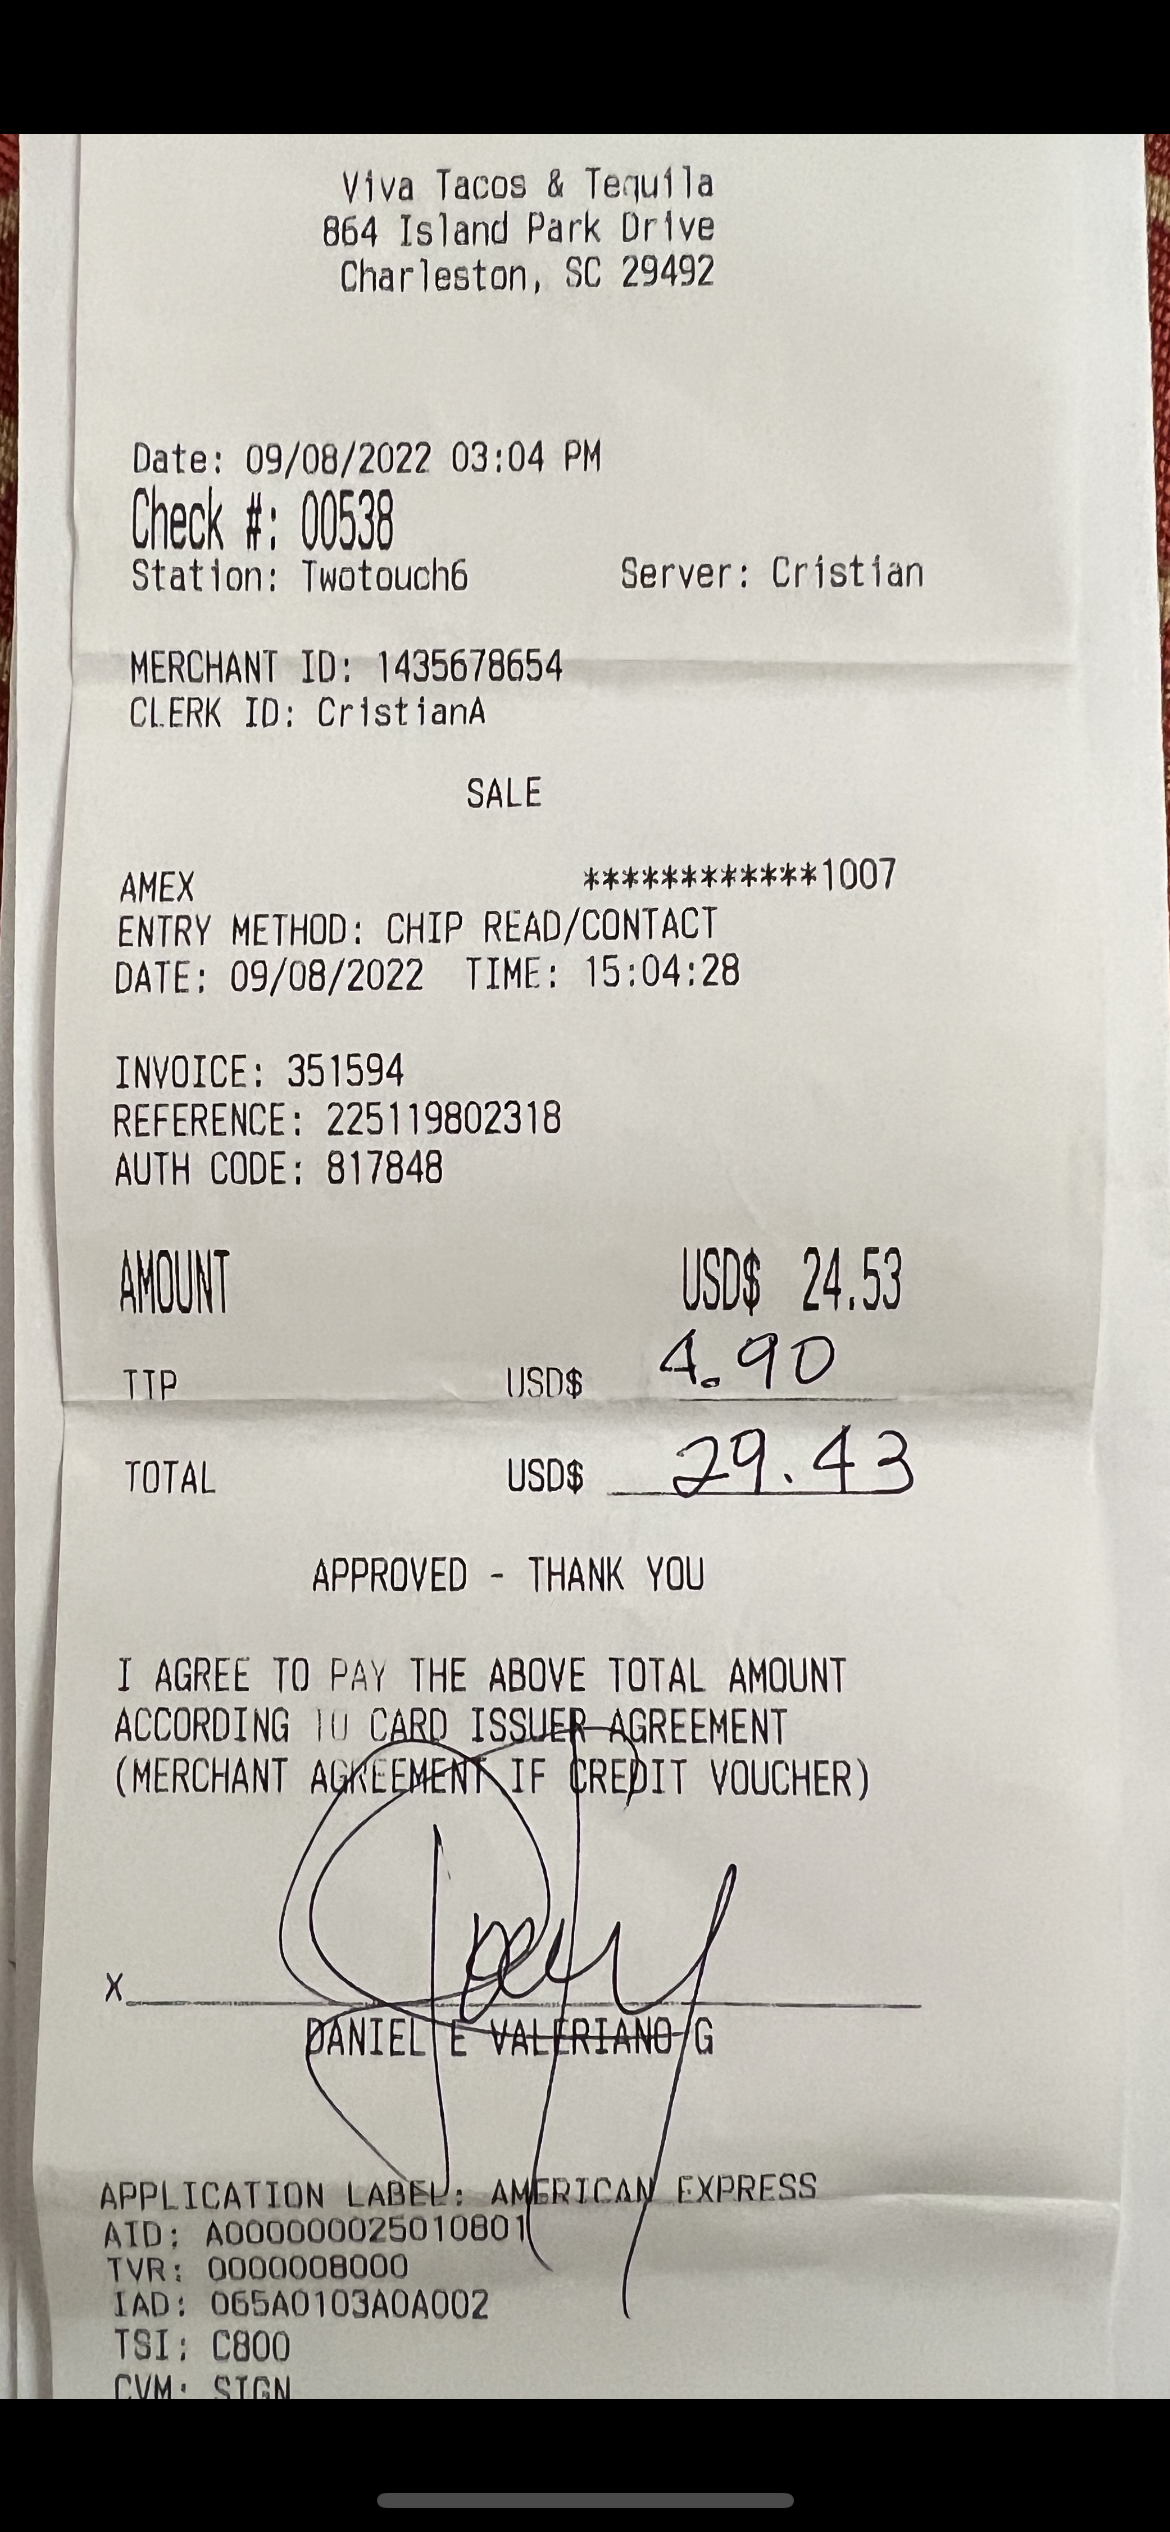 Viva Tacos & Tequila
864 Island Park Drive
Charleston, SC 29492
Date: 09/08/2022 03:04 PM
Check #: 00538
Station: Twotouch6 Server: Cristian
MERCHANT ID: 1435678654
CLERK ID: CristianA
SALE
AMEX ************1007
ENTRY METHOD: CHIP READ/CONTACT
DATE: 09/08/2022 TIME: 15:04:28
INVOICE: 351594
REFERENCE: 225119802318
AUTH CODE: 817848
AMOUNT USD$ 24.53
TIP USD$ 4.90
TOTAL USD$ 29.43
APPROVED - THANK YOU
I AGREE TO PAY THE ABOVE TOTAL AMOUNT
ACCORDING TO CARD ISSUER AGREEMENT
(MERCHANT AGREEMENT IF CREDIT VOUCHER)
X
DANIEL E VALERIANO G
APPLICATION LABEL: AMERICAN EXPRESS
AID: A000000025010801
TVR: 0000008000
IAD: 065A0103A0A002
TSI: C800
CVM: SIGN